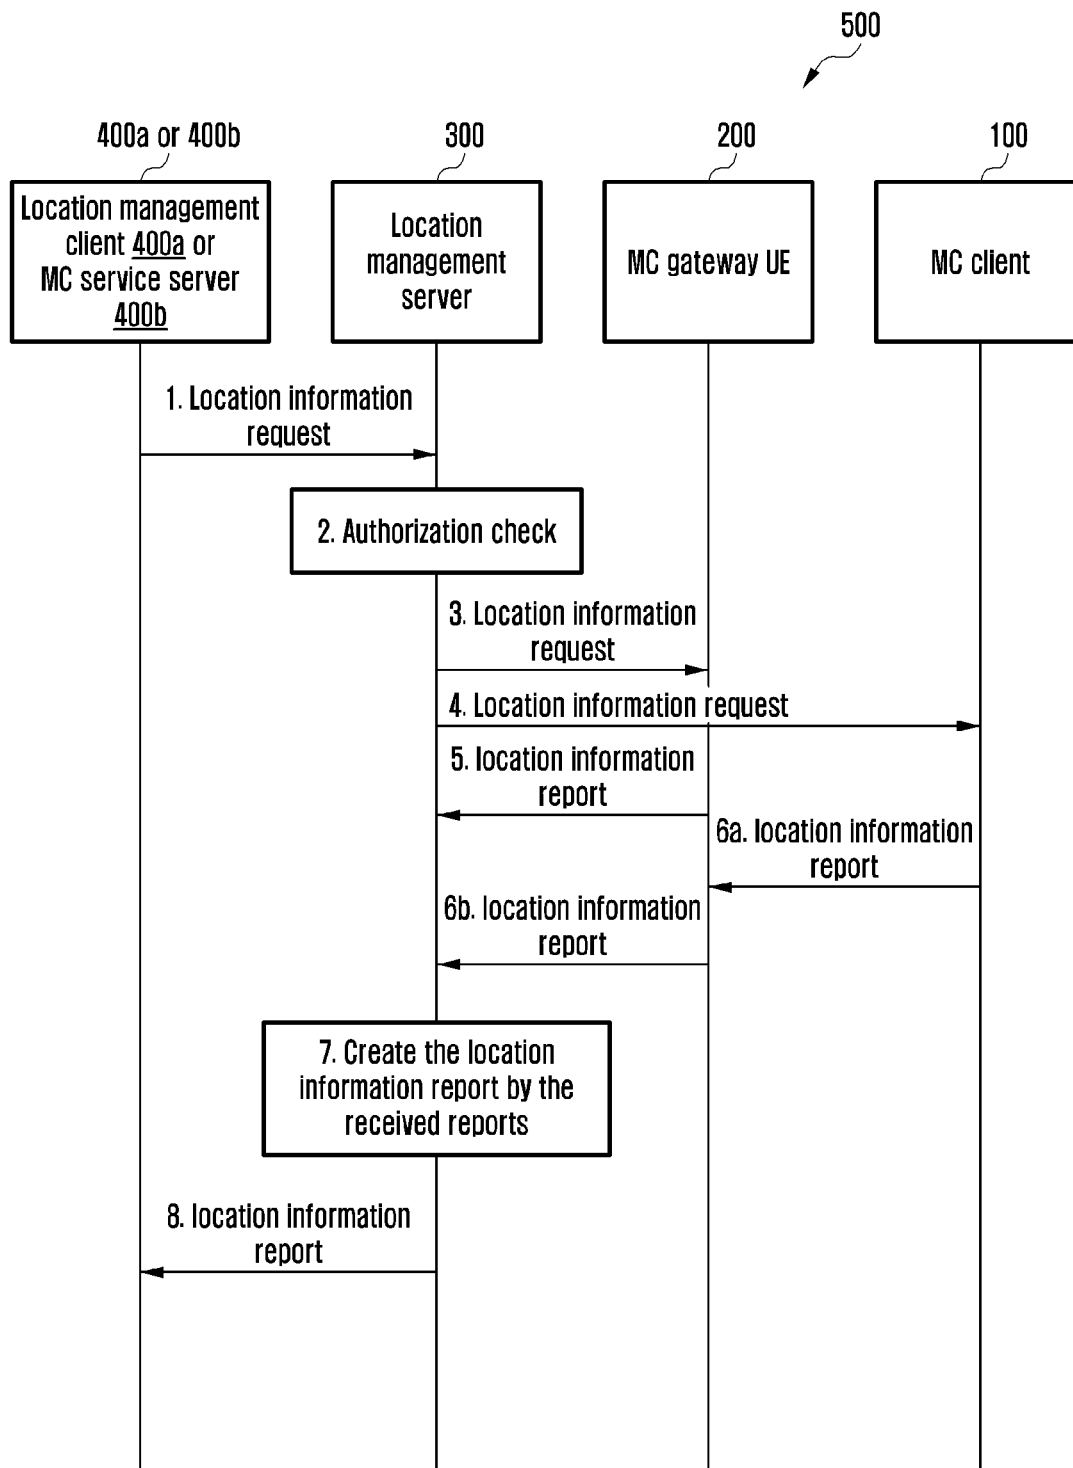 500
400a or 400b
300
200
100
Location management
client 400a or
MC service server
400b
Location
management
server
MC gateway UE
MC client
1. Location information
request
2. Authorization check
3. Location information
request
4. Location information request
5. location information
report
6a. location information
report
6b. location information
report
7. Create the location
information report by the
received reports
8. location information
report